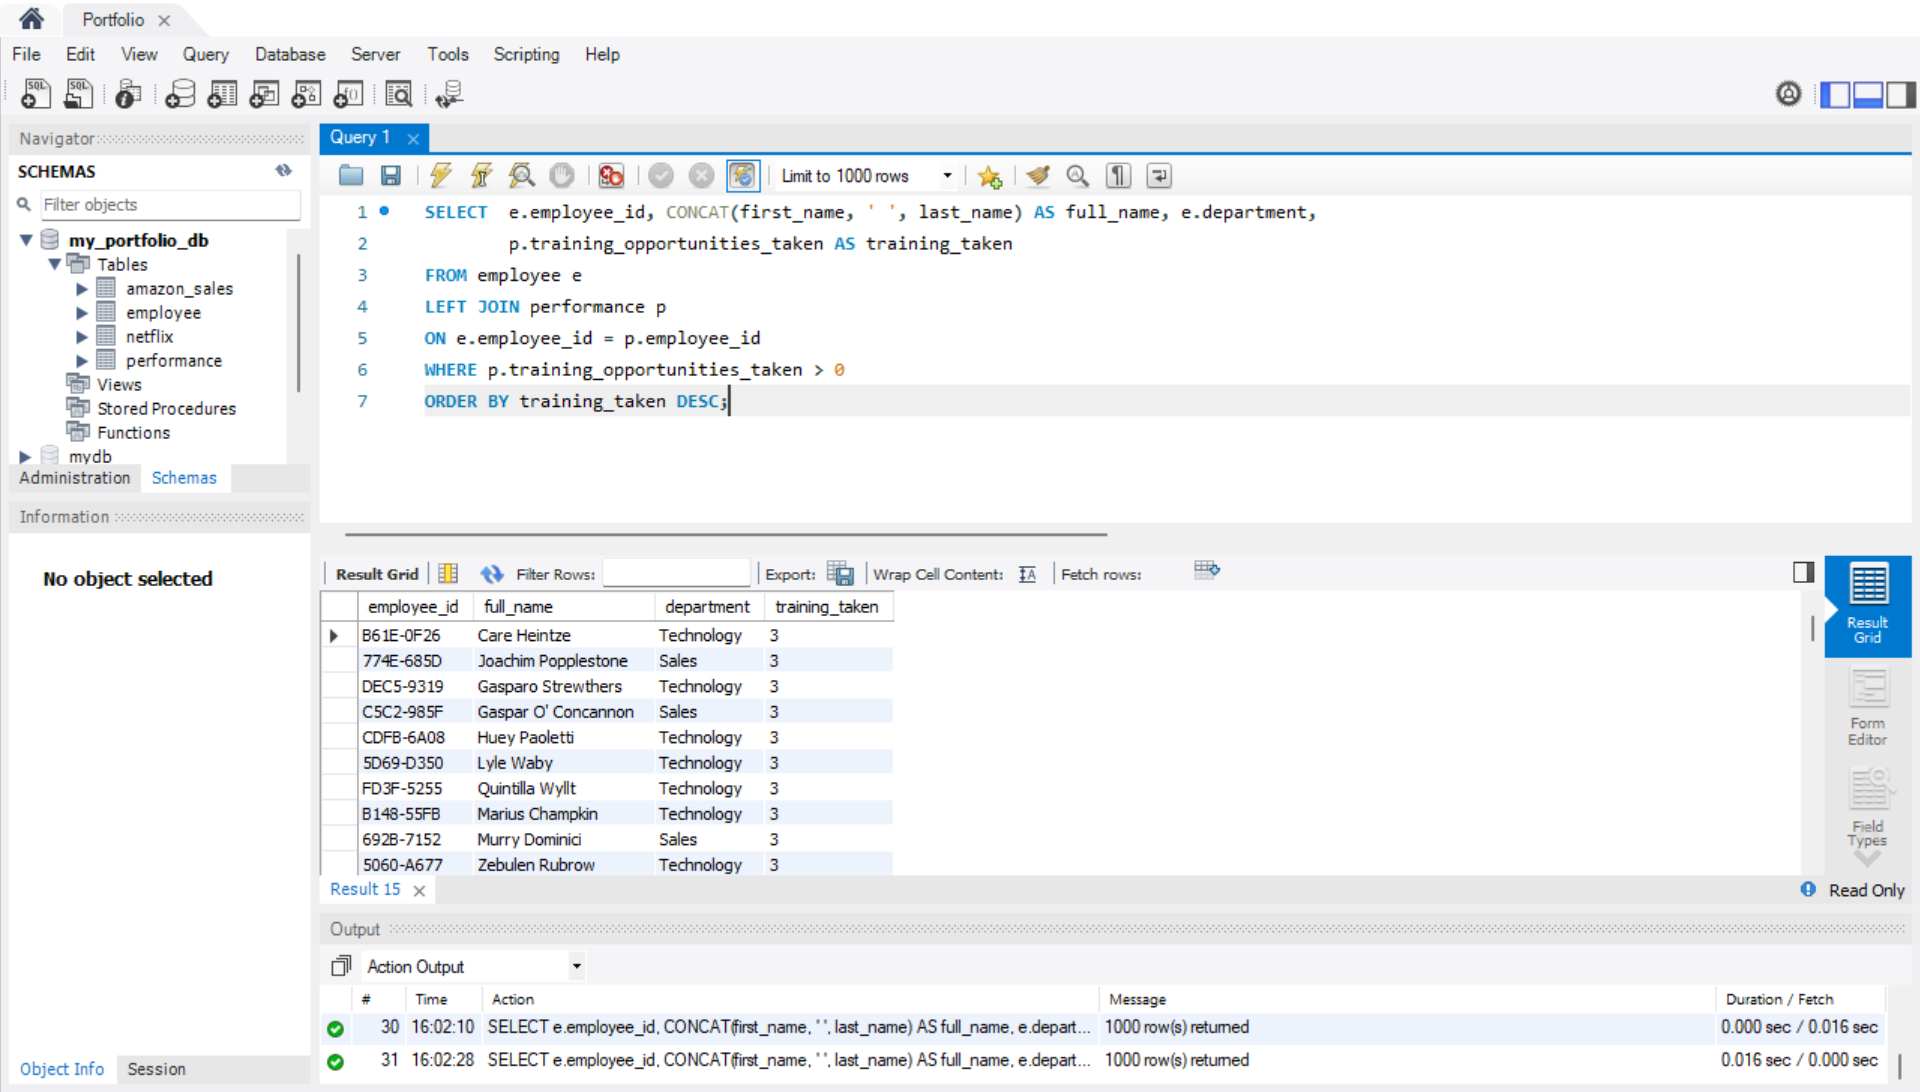 Portfolio
File Edit View Query Database Server Tools Scripting Help
Navigator
SCHEMAS
Filter objects
my_portfolio_db
Tables
amazon_sales
employee
netflix
performance
Views
Stored Procedures
Functions
mydb
Administration Schemas
Information
No object selected
Object Info Session
Query 1
Limit to 1000 rows
1 SELECT e.employee_id, CONCAT(first_name, ' ', last_name) AS full_name, e.department,
2 p.training_opportunities_taken AS training_taken
3 FROM employee e
4 LEFT JOIN performance p
5 ON e.employee_id = p.employee_id
6 WHERE p.training_opportunities_taken > 0
7 ORDER BY training_taken DESC;
Result Grid Filter Rows: Export: Wrap Cell Content: Fetch rows:
employee_id full_name department training_taken
B61E-0F26 Care Heintze Technology 3
774E-685D Joachim Popplestone Sales 3
DEC5-9319 Gasparo Strewthers Technology 3
C5C2-985F Gaspar O' Concannon Sales 3
CDFB-6A08 Huey Paoletti Technology 3
5D69-D350 Lyle Waby Technology 3
FD3F-5255 Quintilla Wyllt Technology 3
B148-55FB Marius Champkin Technology 3
692B-7152 Murry Dominici Sales 3
5060-A677 Zebulen Rubrow Technology 3
Result
Grid
Form
Editor
Field
Types
Result 15
Read Only
Output
Action Output
# Time Action Message Duration / Fetch
30 16:02:10 SELECT e.employee_id, CONCAT(first_name, ' ', last_name) AS full_name, e.depart... 1000 row(s) returned 0.000 sec / 0.016 sec
31 16:02:28 SELECT e.employee_id, CONCAT(first_name, ' ', last_name) AS full_name, e.depart... 1000 row(s) returned 0.016 sec / 0.000 sec